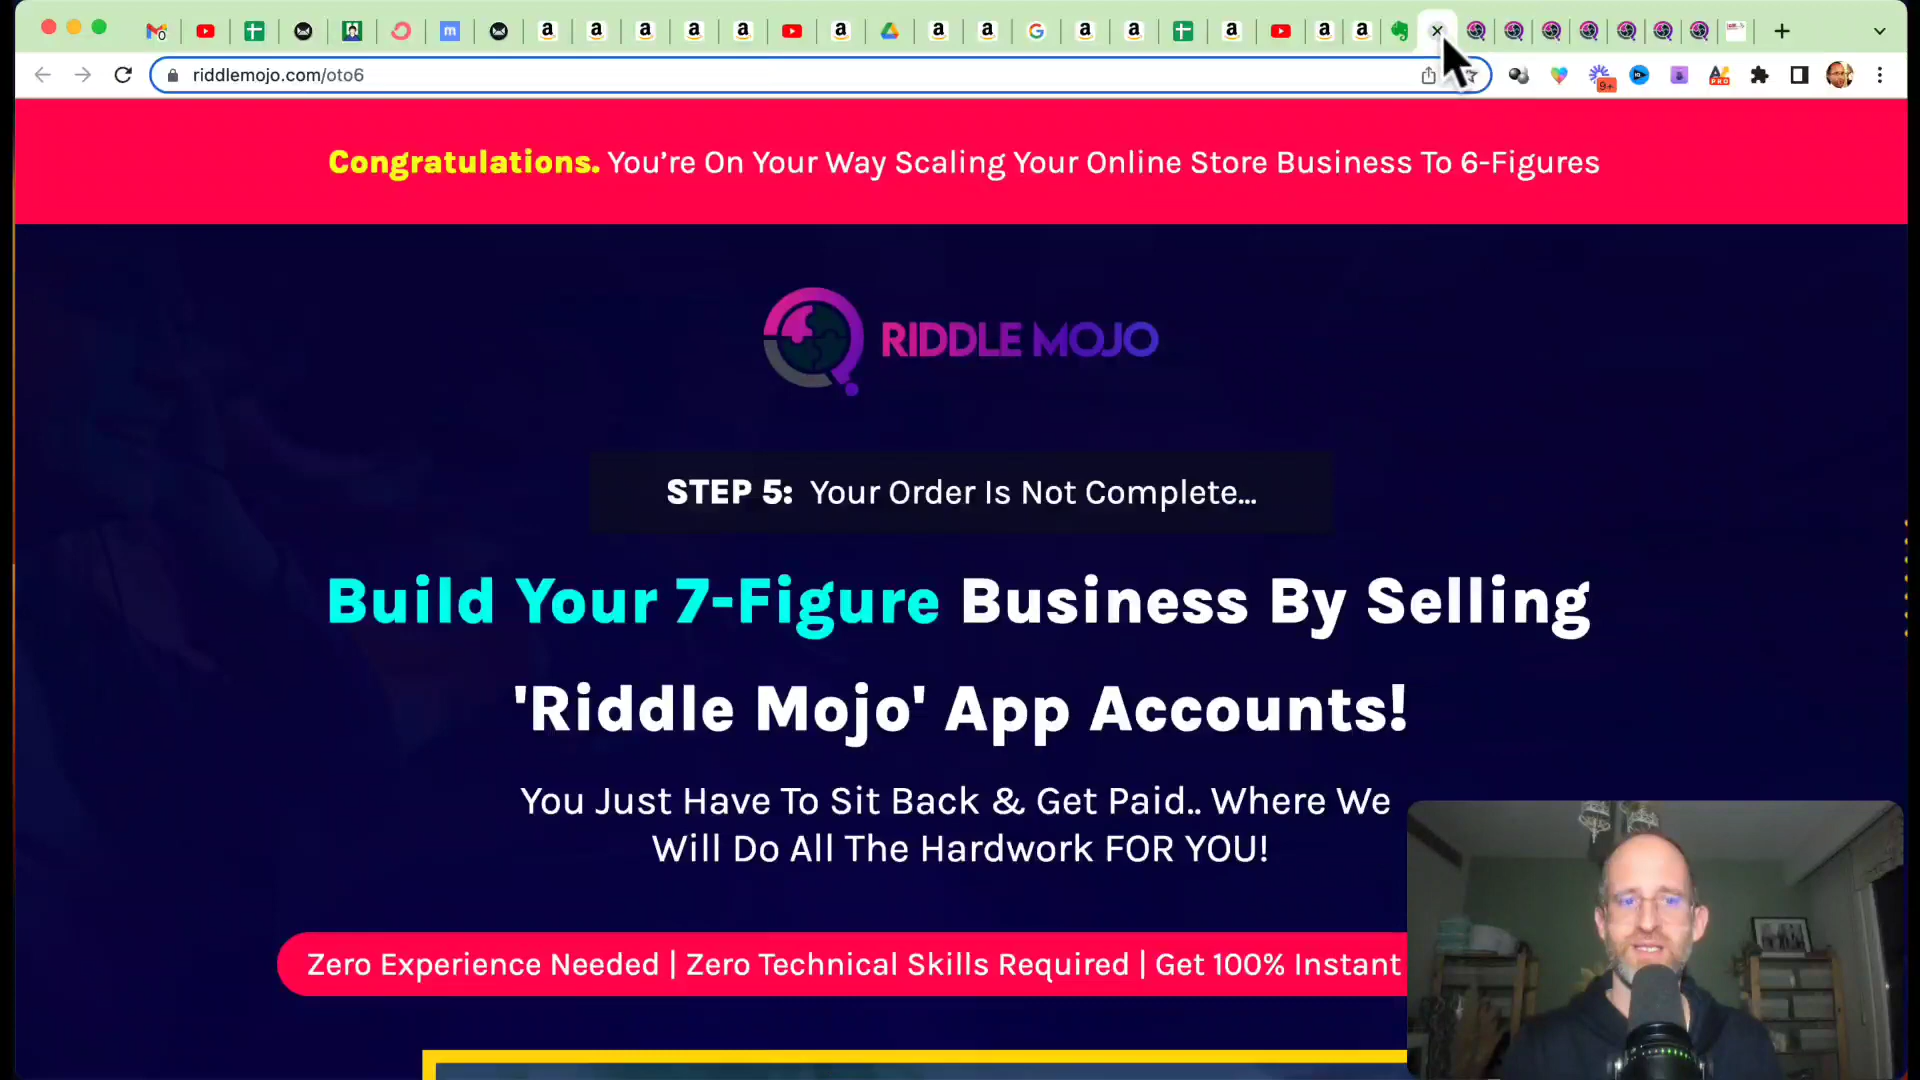 riddlemojo.com/oto6
9+
PRO
Congratulations. You're On Your Way Scaling Your Online Store Business To 6-Figures
RIDDLE MOJO
STEP 5: Your Order Is Not Complete...
Build Your 7-Figure Business By Selling
'Riddle Mojo' App Accounts!
You Just Have To Sit Back & Get Paid.. Where We
Will Do All The Hardwork FOR YOU!
Zero Experience Needed | Zero Technical Skills Required | Get 100% Instant